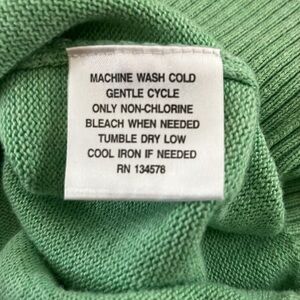 MACHINE WASH COLD
GENTLE CYCLE
ONLY NON-CHLORINE
BLEACH WHEN NEEDED
TUMBLE DRY LOW
COOL IRON IF NEEDED
RN 134578